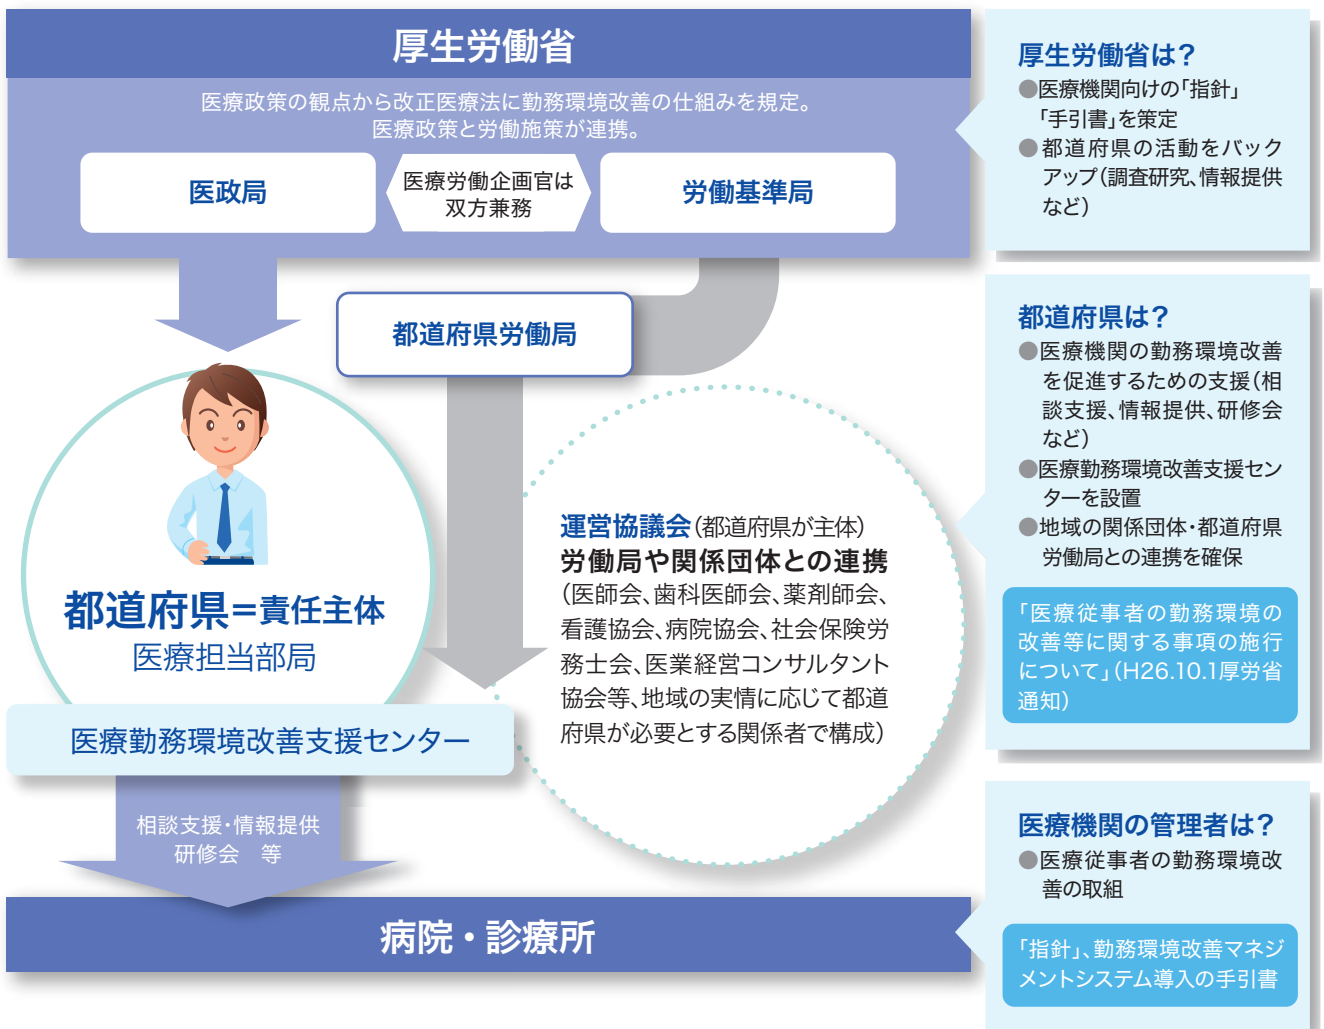 厚生労働省
医療政策の観点から改正医療法に勤務環境改善の仕組みを規定。
医療政策と労働施策が連携。
医政局
医療労働企画官は
双方兼務
労働基準局
都道府県労働局
都道府県=責任主体
医療担当部局
医療勤務環境改善支援センター
運営協議会(都道府県が主体)
労働局や関係団体との連携
(医師会、歯科医師会、薬剤師会、
看護協会、病院協会、社会保険労
務士会、医業経営コンサルタント
協会等、地域の実情に応じて都道
府県が必要とする関係者で構成)
相談支援・情報提供
研修会　等
病院・診療所
厚生労働省は?
●医療機関向けの「指針」
「手引書」を策定
●都道府県の活動をバック
アップ(調査研究、情報提供
など)
都道府県は?
●医療機関の勤務環境改善
を促進するための支援(相
談支援、情報提供、研修会
など)
●医療勤務環境改善支援セン
ターを設置
●地域の関係団体・都道府県
労働局との連携を確保
「医療従事者の勤務環境の
改善等に関する事項の施行
について」(H26.10.1厚労省
通知)
医療機関の管理者は?
●医療従事者の勤務環境改
善の取組
「指針」、勤務環境改善マネジ
メントシステム導入の手引書